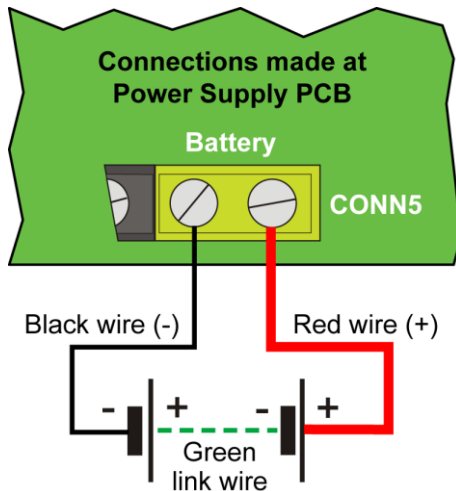 Connections made at
Power Supply PCB
Battery
CONN5
Black wire (-)
Red wire (+)
- + - +
Green
link wire